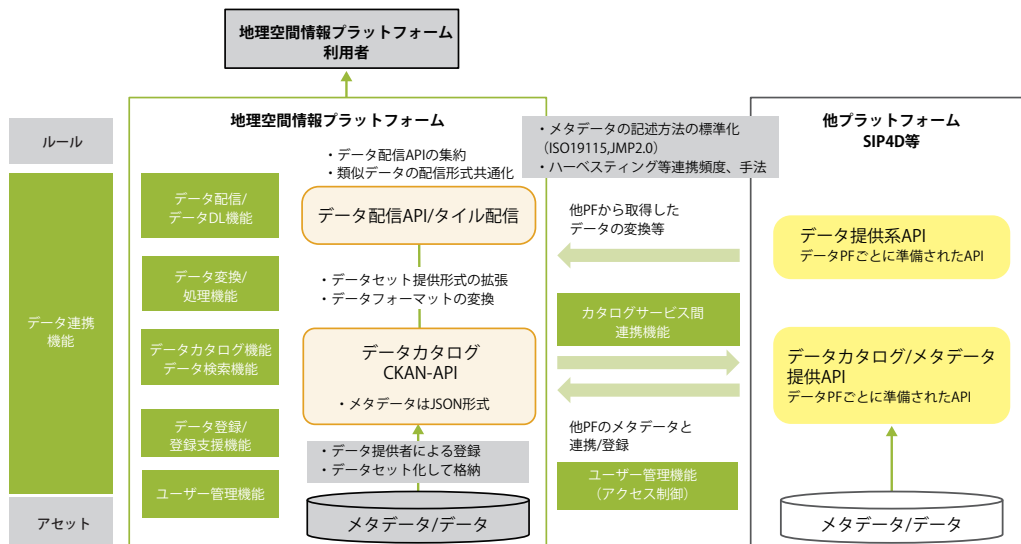 地理空間情報プラットフォーム
利用者
ルール
データ連携
機能
アセット
地理空間情報プラットフォーム
・データ配信APIの集約
・類似データの配信形式共通化
データ配信/
データDL機能
データ配信API/タイル配信
データ変換/
処理機能
・データセット提供形式の拡張
・データフォーマットの変換
データカタログ機能
データ検索機能
データカタログ
CKAN-API
・メタデータはJSON形式
データ登録/
登録支援機能
・データ提供者による登録
・データセット化して格納
ユーザー管理機能
メタデータ/データ
・メタデータの記述方法の標準化
（ISO19115,JMP2.0）
・ハーベスティング等連携頻度、手法
他PFから取得した
データの変換等
カタログサービス間
連携機能
他PFのメタデータと
連携/登録
ユーザー管理機能
（アクセス制御）
他プラットフォーム
SIP4D等
データ提供系API
データPFごとに準備されたAPI
データカタログ/メタデータ
提供API
データPFごとに準備されたAPI
メタデータ/データ